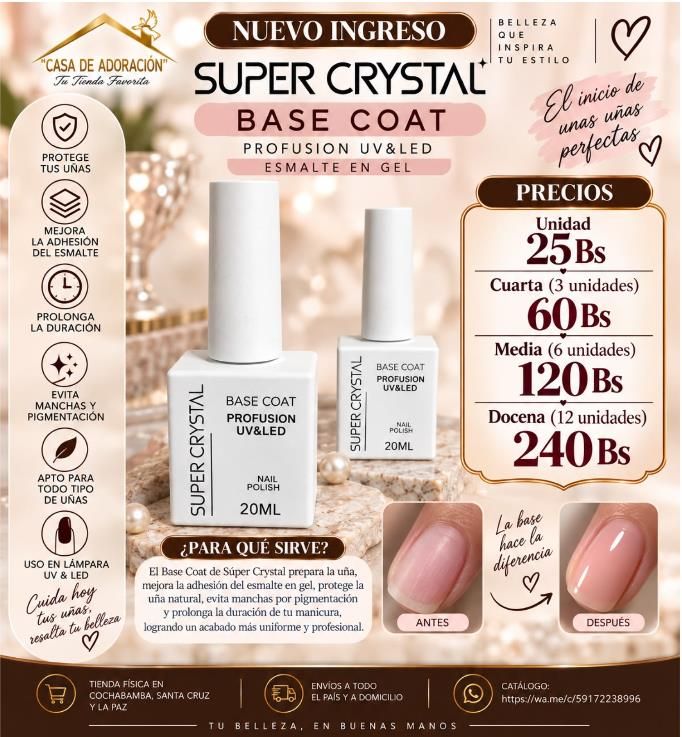 "CASA DE ADORACIÓN"
Tu Tienda Favorita
NUEVO INGRESO
BELLEZA
QUE
INSPIRA
TU ESTILO
SUPER CRYSTAL
BASE COAT
PROFUSION UV&LED
ESMALTE EN GEL
El inicio de
unas uñas
perfectas
PROTEGE
TUS UÑAS
MEJORA
LA ADHESIÓN
DEL ESMALTE
PROLONGA
LA DURACIÓN
EVITA
MANCHAS Y
PIGMENTACIÓN
APTO PARA
TODO TIPO
DE UÑAS
USO EN LÁMPARA
UV & LED
Cuida hoy
tus uñas,
resalta tu belleza
PRECIOS
Unidad
25 Bs
Cuarta (3 unidades)
60 Bs
Media (6 unidades)
120 Bs
Docena (12 unidades)
240 Bs
SUPER CRYSTAL
BASE COAT
PROFUSION
UV&LED
NAIL
POLISH
20ML
SUPER CRYSTAL
BASE COAT
PROFUSION
UV&LED
NAIL
POLISH
20ML
¿PARA QUÉ SIRVE?
El Base Coat de Súper Crystal prepara la uña,
mejora la adhesión del esmalte en gel, protege la
uña natural, evita manchas por pigmentación
y prolonga la duración de tu manicura,
logrando un acabado más uniforme y profesional.
ANTES
La base
hace la
diferencia
DESPUÉS
TIENDA FÍSICA EN
COCHABAMBA, SANTA CRUZ
Y LA PAZ
ENVÍOS A TODO
EL PAÍS Y A DOMICILIO
CATÁLOGO:
https://wa.me/c/59172238996
TU BELLEZA, EN BUENAS MANOS